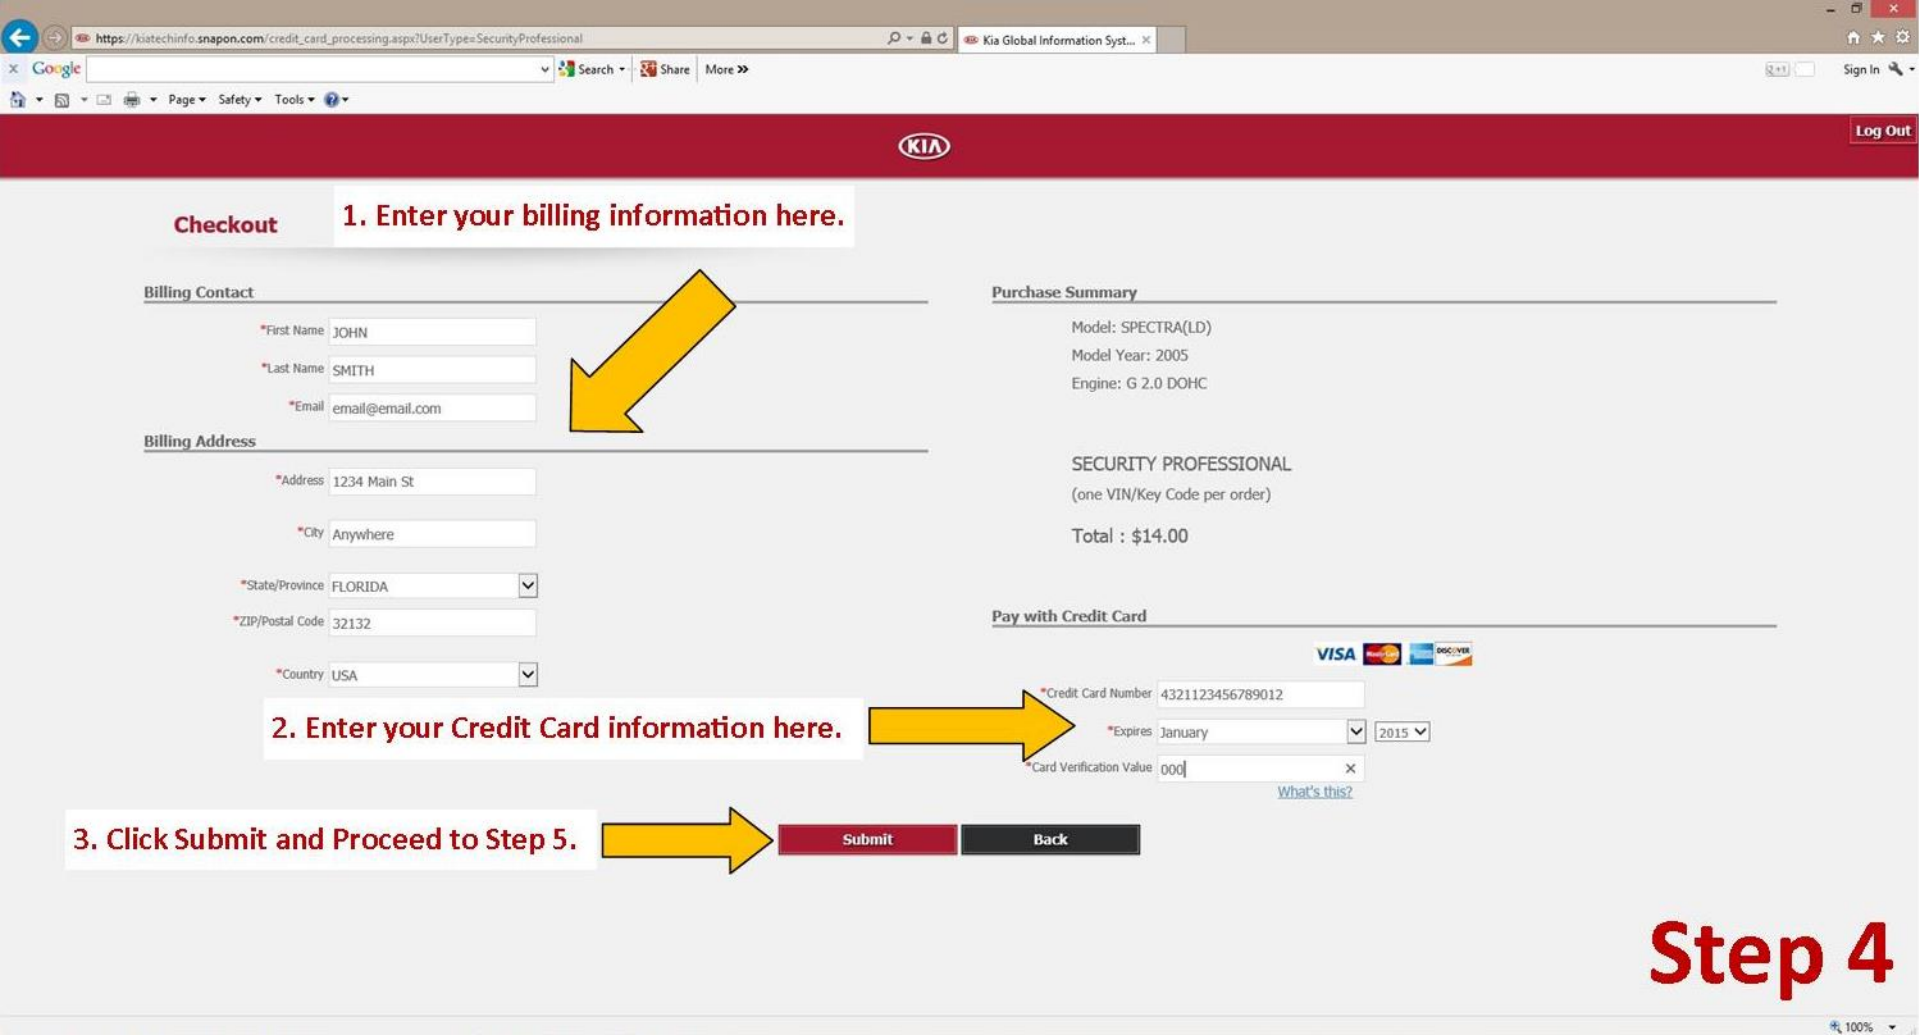 https://kiatechinfo.snapon.com/credit_card_processing.aspx?UserType=SecurityProfessional
Kia Global Information Syst...
x Google Search Share More »
Sign In
Page Safety Tools
KIA
Log Out
Checkout
1. Enter your billing information here.
Billing Contact
*First Name JOHN
*Last Name SMITH
*Email email@email.com
Billing Address
*Address 1234 Main St
*City Anywhere
*State/Province FLORIDA
*ZIP/Postal Code 32132
*Country USA
Purchase Summary
Model: SPECTRA(LD)
Model Year: 2005
Engine: G 2.0 DOHC
SECURITY PROFESSIONAL
(one VIN/Key Code per order)
Total : $14.00
Pay with Credit Card
VISA MasterCard DISCOVER
*Credit Card Number 4321123456789012
*Expires January 2015
*Card Verification Value 000
What's this?
2. Enter your Credit Card information here.
3. Click Submit and Proceed to Step 5.
Submit Back
Step 4
100%